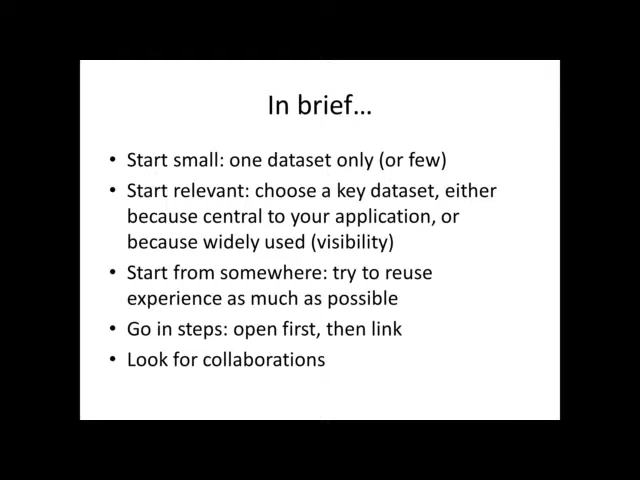 In brief…
• Start small: one dataset only (or few)
• Start relevant: choose a key dataset, either
because central to your application, or
because widely used (visibility)
• Start from somewhere: try to reuse
experience as much as possible
• Go in steps: open first, then link
• Look for collaborations